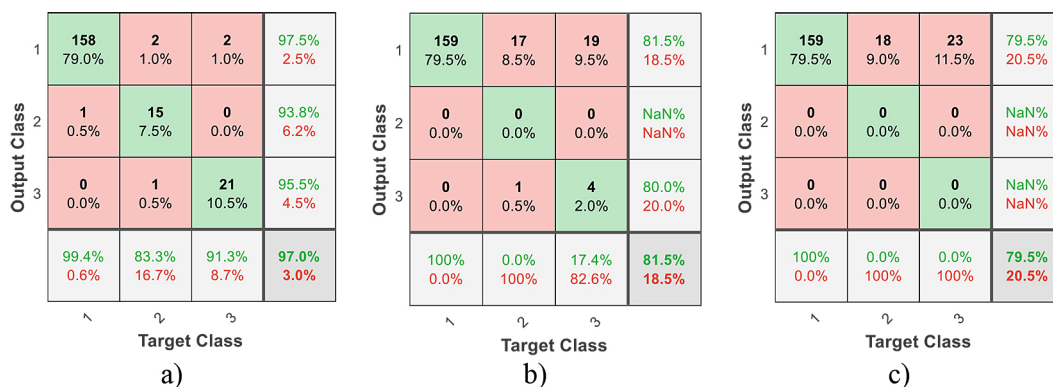 Output Class
1
158 2 2 97.5%
79.0% 1.0% 1.0% 2.5%
2
1 15 0 93.8%
0.5% 7.5% 0.0% 6.2%
3
0 1 21 95.5%
0.0% 0.5% 10.5% 4.5%
99.4% 83.3% 91.3% 97.0%
0.6% 16.7% 8.7% 3.0%
1 2 3
Target Class
a)
Output Class
1
159 17 19 81.5%
79.5% 8.5% 9.5% 18.5%
2
0 0 0 NaN%
0.0% 0.0% 0.0% NaN%
3
0 1 4 80.0%
0.0% 0.5% 2.0% 20.0%
100% 0.0% 17.4% 81.5%
0.0% 100% 82.6% 18.5%
1 2 3
Target Class
b)
Output Class
1
159 18 23 79.5%
79.5% 9.0% 11.5% 20.5%
2
0 0 0 NaN%
0.0% 0.0% 0.0% NaN%
3
0 0 0 NaN%
0.0% 0.0% 0.0% NaN%
100% 0.0% 0.0% 79.5%
0.0% 100% 100% 20.5%
1 2 3
Target Class
c)